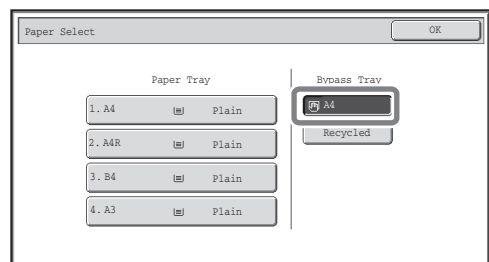 Paper Select
OK
Paper Tray
Bypass Tray
1. A4 Plain
2. A4R Plain
3. B4 Plain
4. A3 Plain
A4
Recycled